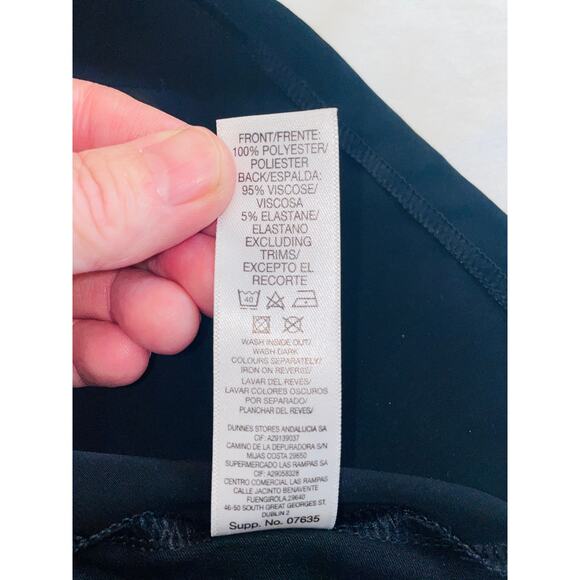 FRONT/FRENTE:
100% POLYESTER/
POLIESTER
BACK/ESPALDA:
95% VISCOSE/
VISCOSA
5% ELASTANE/
ELASTANO
EXCLUDING
TRIMS/
EXCEPTO EL
RECORTE
40
WASH INSIDE OUT/
WASH DARK
COLOURS SEPARATELY/
IRON ON REVERSE/
LAVAR DEL REVES/
LAVAR COLORES OSCUROS
POR SEPARADO/
PLANCHAR DEL REVES/
DUNNES STORES ANDALUCIA SA
CIF: A29139037
CAMINO DE LA DEPURADORA S/N
MIJAS COSTA 29650
SUPERMERCADO LAS RAMPAS SA
CIF: A29058328
CENTRO COMERCIAL LAS RAMPAS
CALLE JACINTO BENAVENTE
FUENGIROLA 29640
46-50 SOUTH GREAT GEORGES ST,
DUBLIN 2
Supp. No. 07635